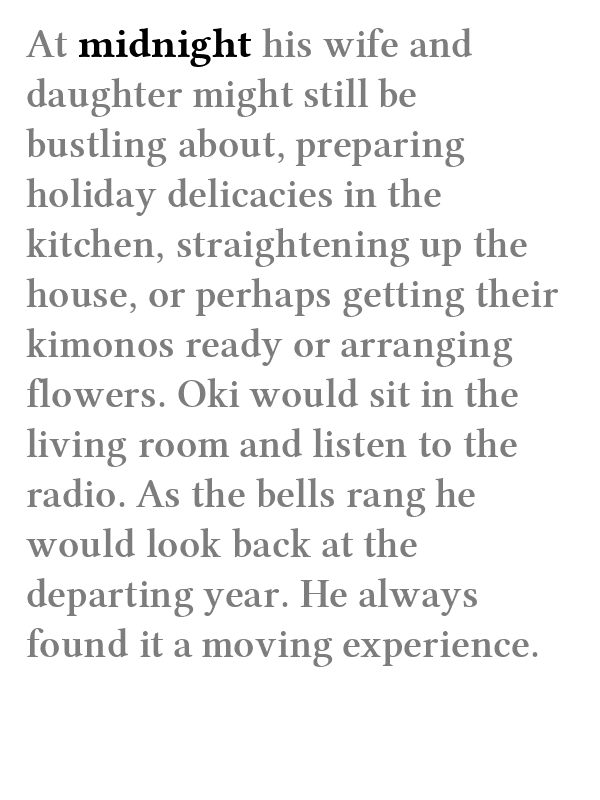 At midnight his wife and
daughter might still be
bustling about, preparing
holiday delicacies in the
kitchen, straightening up the
house, or perhaps getting their
kimonos ready or arranging
flowers. Oki would sit in the
living room and listen to the
radio. As the bells rang he
would look back at the
departing year. He always
found it a moving experience.